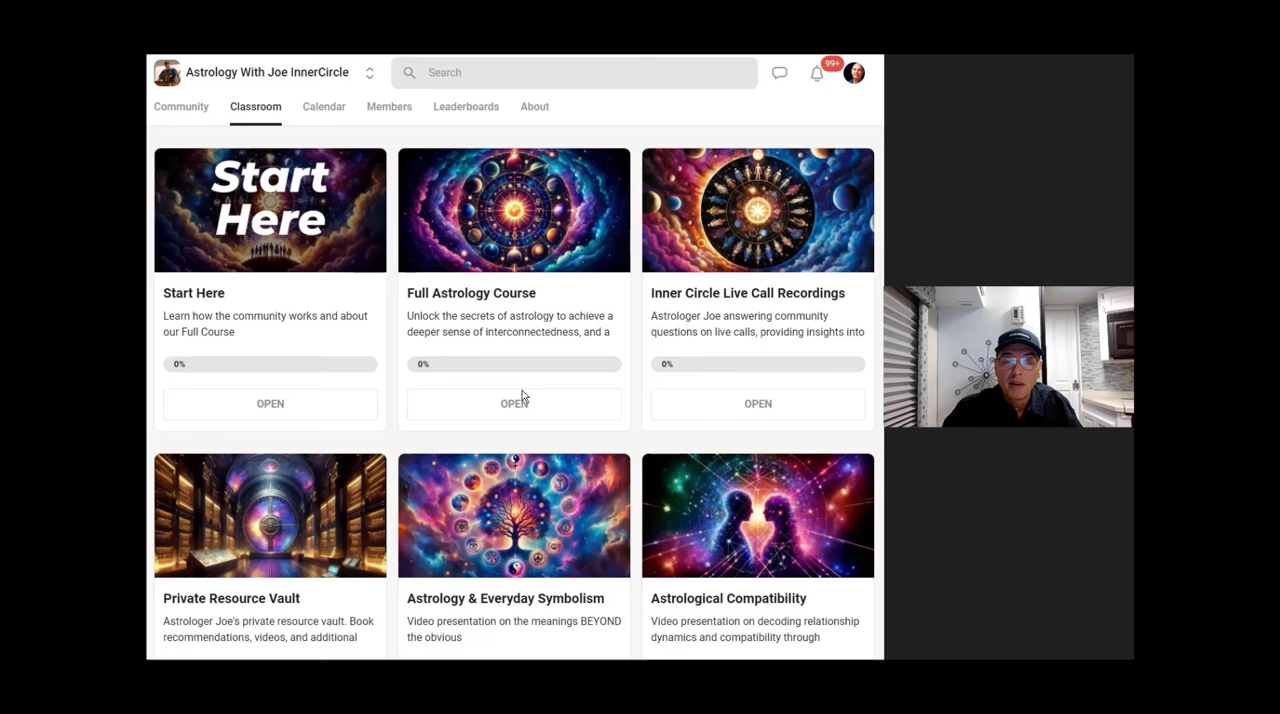 Astrology With Joe InnerCircle
Search
99+
Community
Classroom
Calendar
Members
Leaderboards
About
Start
Here
Start Here
Learn how the community works and about
our Full Course
0%
OPEN
Full Astrology Course
Unlock the secrets of astrology to achieve a
deeper sense of interconnectedness, and a
0%
OPEN
Inner Circle Live Call Recordings
Astrologer Joe answering community
questions on live calls, providing insights into
0%
OPEN
Private Resource Vault
Astrologer Joe's private resource vault. Book
recommendations, videos, and additional
Astrology & Everyday Symbolism
Video presentation on the meanings BEYOND
the obvious
Astrological Compatibility
Video presentation on decoding relationship
dynamics and compatibility through